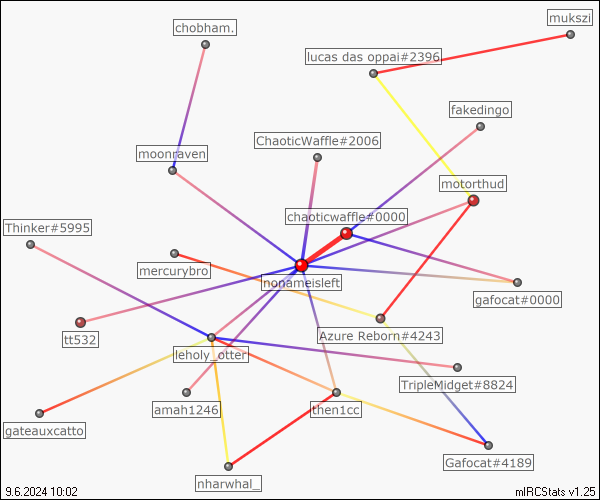 mukszi
chobham.
lucas das oppai#2396
fakedingo
ChaoticWaffle#2006
moonraven
motorthud
chaoticwaffle#0000
Thinker#5995
mercurybro
nonameisleft
gafocat#0000
tt532
Azure Reborn#4243
leholy_otter
TripleMidget#8824
amah1246
then1cc
gateauxcatto
Gafocat#4189
nharwhal_
9.6.2024 10:02
mIRCStats v1.25